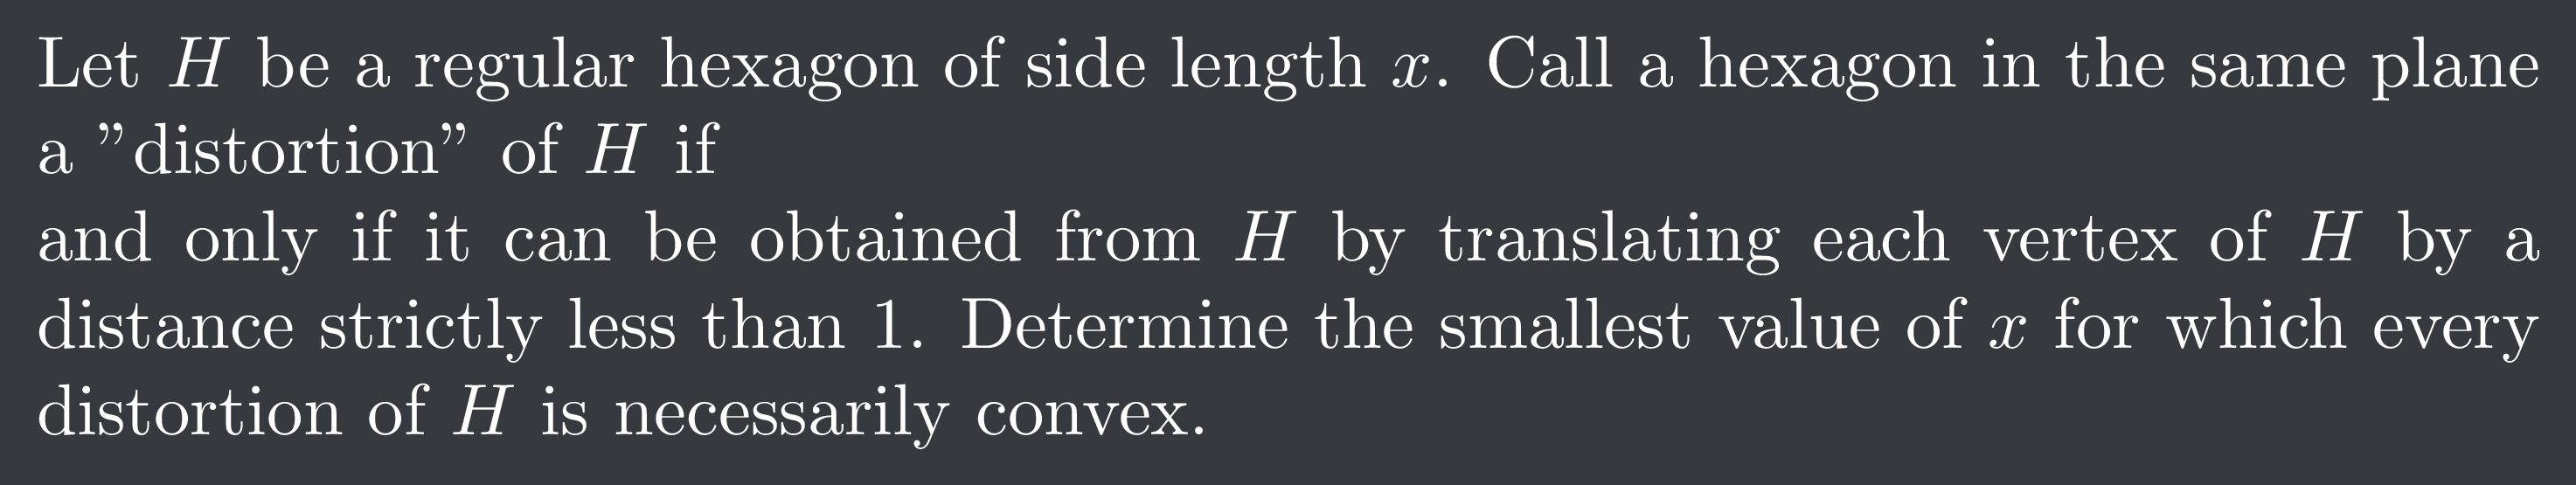 Let H be a regular hexagon of side length x. Call a hexagon in the same plane
a ”distortion” of H if
and only if it can be obtained from H by translating each vertex of H by a
distance strictly less than 1. Determine the smallest value of x for which every
distortion of H is necessarily convex.